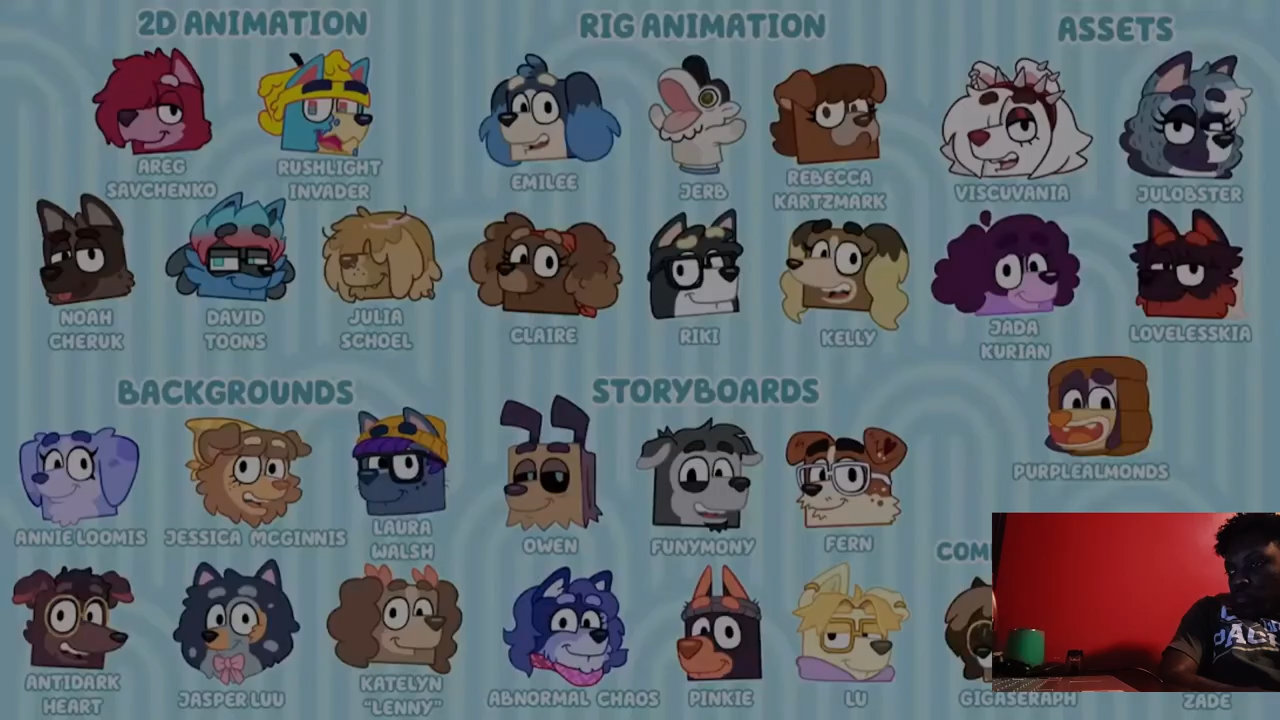 2D ANIMATION
RIG ANIMATION
ASSETS
AREG
SAVCHENKO
RUSHLIGHT
INVADER
EMILEE
JERB
REBECCA
KARTZMARK
VISCUVANIA
JULOBSTER
NOAH
CHERUK
DAVID
TOONS
JULIA
SCHOEL
CLAIRE
RIKI
KELLY
JADA
KURIAN
LOVELESSKIA
BACKGROUNDS
STORYBOARDS
PURPLEALMONDS
ANNIE LOOMIS
JESSICA MCGINNIS
LAURA
WALSH
OWEN
FUNYMONY
FERN
COM
ANTIDARK
HEART
JASPER LUU
KATELYN
"LENNY"
ABNORMAL CHAOS
PINKIE
LU
GIGASERAPH
ZADE